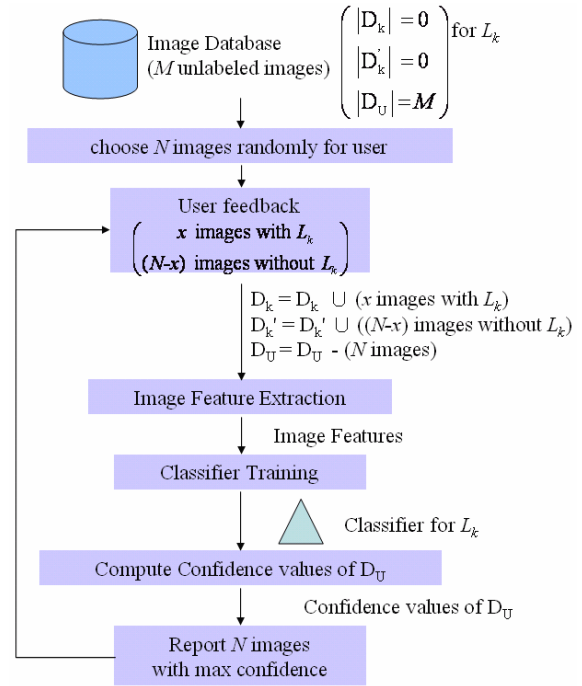 Image Database
(M unlabeled images)
|D_k| = 0
|D_k'| = 0
|D_U| = M
for L_k
choose N images randomly for user
User feedback
x images with L_k
(N-x) images without L_k
D_k = D_k ∪ (x images with L_k)
D_k' = D_k' ∪ ((N-x) images without L_k)
D_U = D_U - (N images)
Image Feature Extraction
Image Features
Classifier Training
Classifier for L_k
Compute Confidence values of D_U
Confidence values of D_U
Report N images
with max confidence